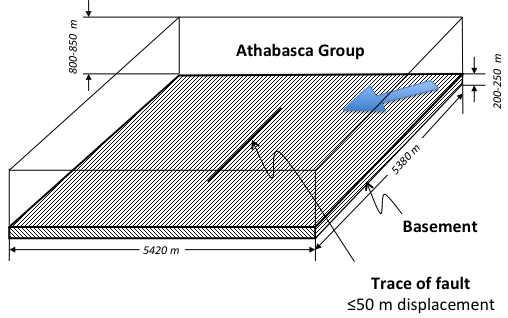 800-850 m
Athabasca Group
200-250 m
5380 m
Basement
5420 m
Trace of fault
≤50 m displacement